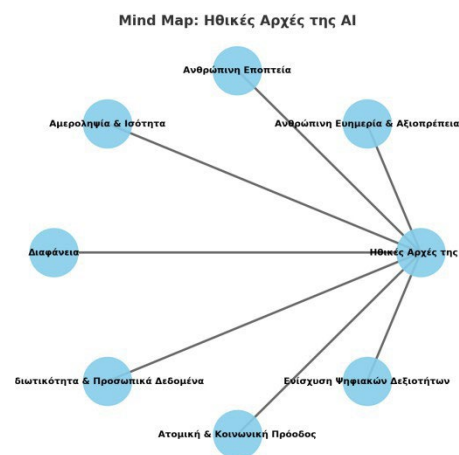 Mind Map: Ηθικές Αρχές της AI
Ανθρώπινη Εποπτεία
Αμεροληψία & Ισότητα
Ανθρώπινη Ευημερία & Αξιοπρέπεια
Διαφάνεια
Ηθικές Αρχές της
διωτικότητα & Προσωπικά Δεδομένα
Ενίσχυση Ψηφιακών Δεξιοτήτων
Ατομική & Κοινωνική Πρόοδος